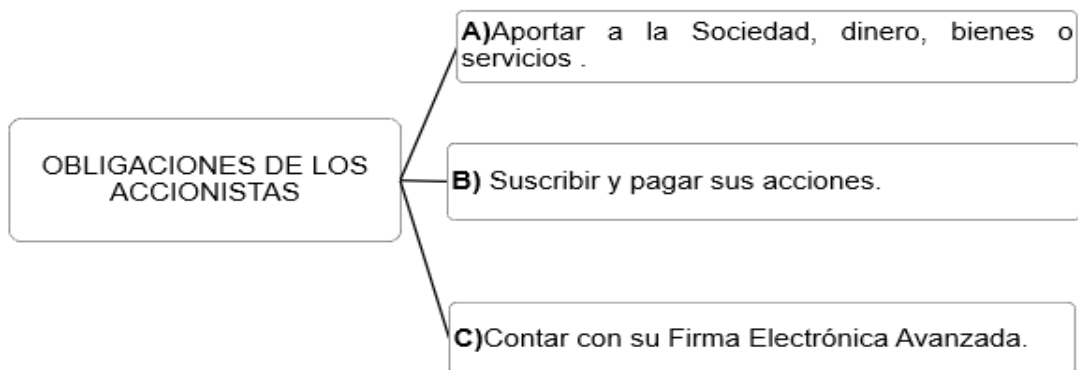 OBLIGACIONES DE LOS
ACCIONISTAS
A)Aportar a la Sociedad, dinero, bienes o
servicios .
B) Suscribir y pagar sus acciones.
C)Contar con su Firma Electrónica Avanzada.